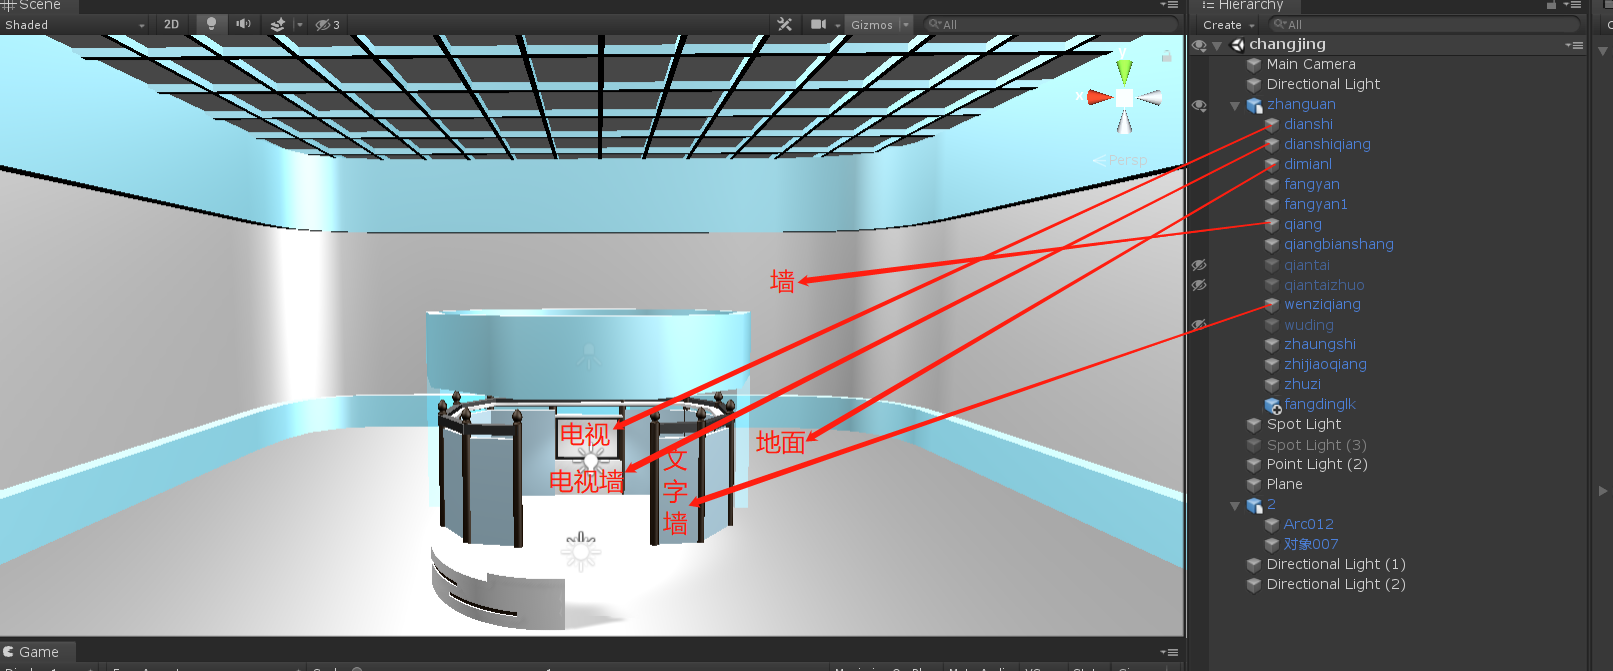 Scene
Hierarchy
Shaded
2D
3
Gizmos
All
Create
All
changjing
Main Camera
Directional Light
zhanguan
dianshi
dianshiqiang
dimianl
fangyan
fangyan1
qiang
qiangbianshang
qiantai
qiantaizhuo
wenziqiang
wuding
zhaungshi
zhijiaoqiang
zhuzi
fangdinglk
Spot Light
Spot Light (3)
Point Light (2)
Plane
2
Arc012
对象007
Directional Light (1)
Directional Light (2)
y
x
Persp
墙
电视
地面
电视墙
文
字
墙
Game